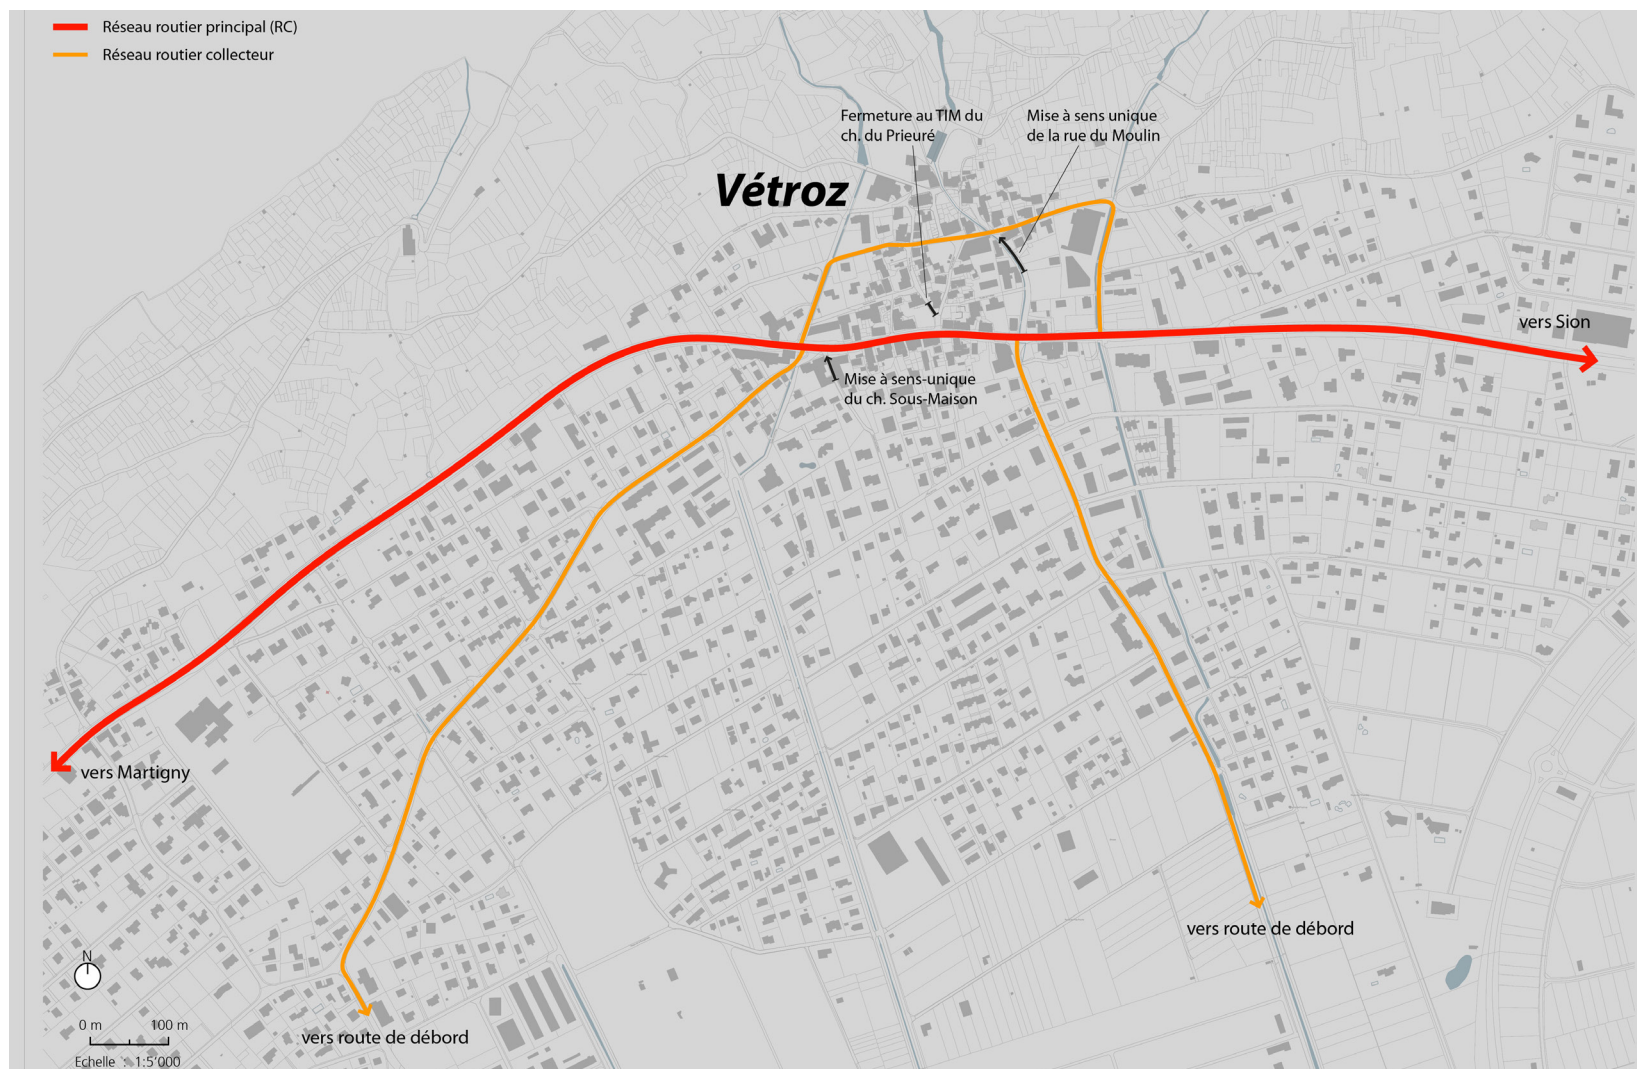 Réseau routier principal (RC)
Réseau routier collecteur
Fermeture au TIM du
ch. du Prieuré
Mise à sens unique
de la rue du Moulin
Vétroz
vers Sion
Mise à sens-unique
du ch. Sous-Maison
vers Martigny
vers route de débord
N
0 m 100 m
Echelle : 1:5'000
vers route de débord